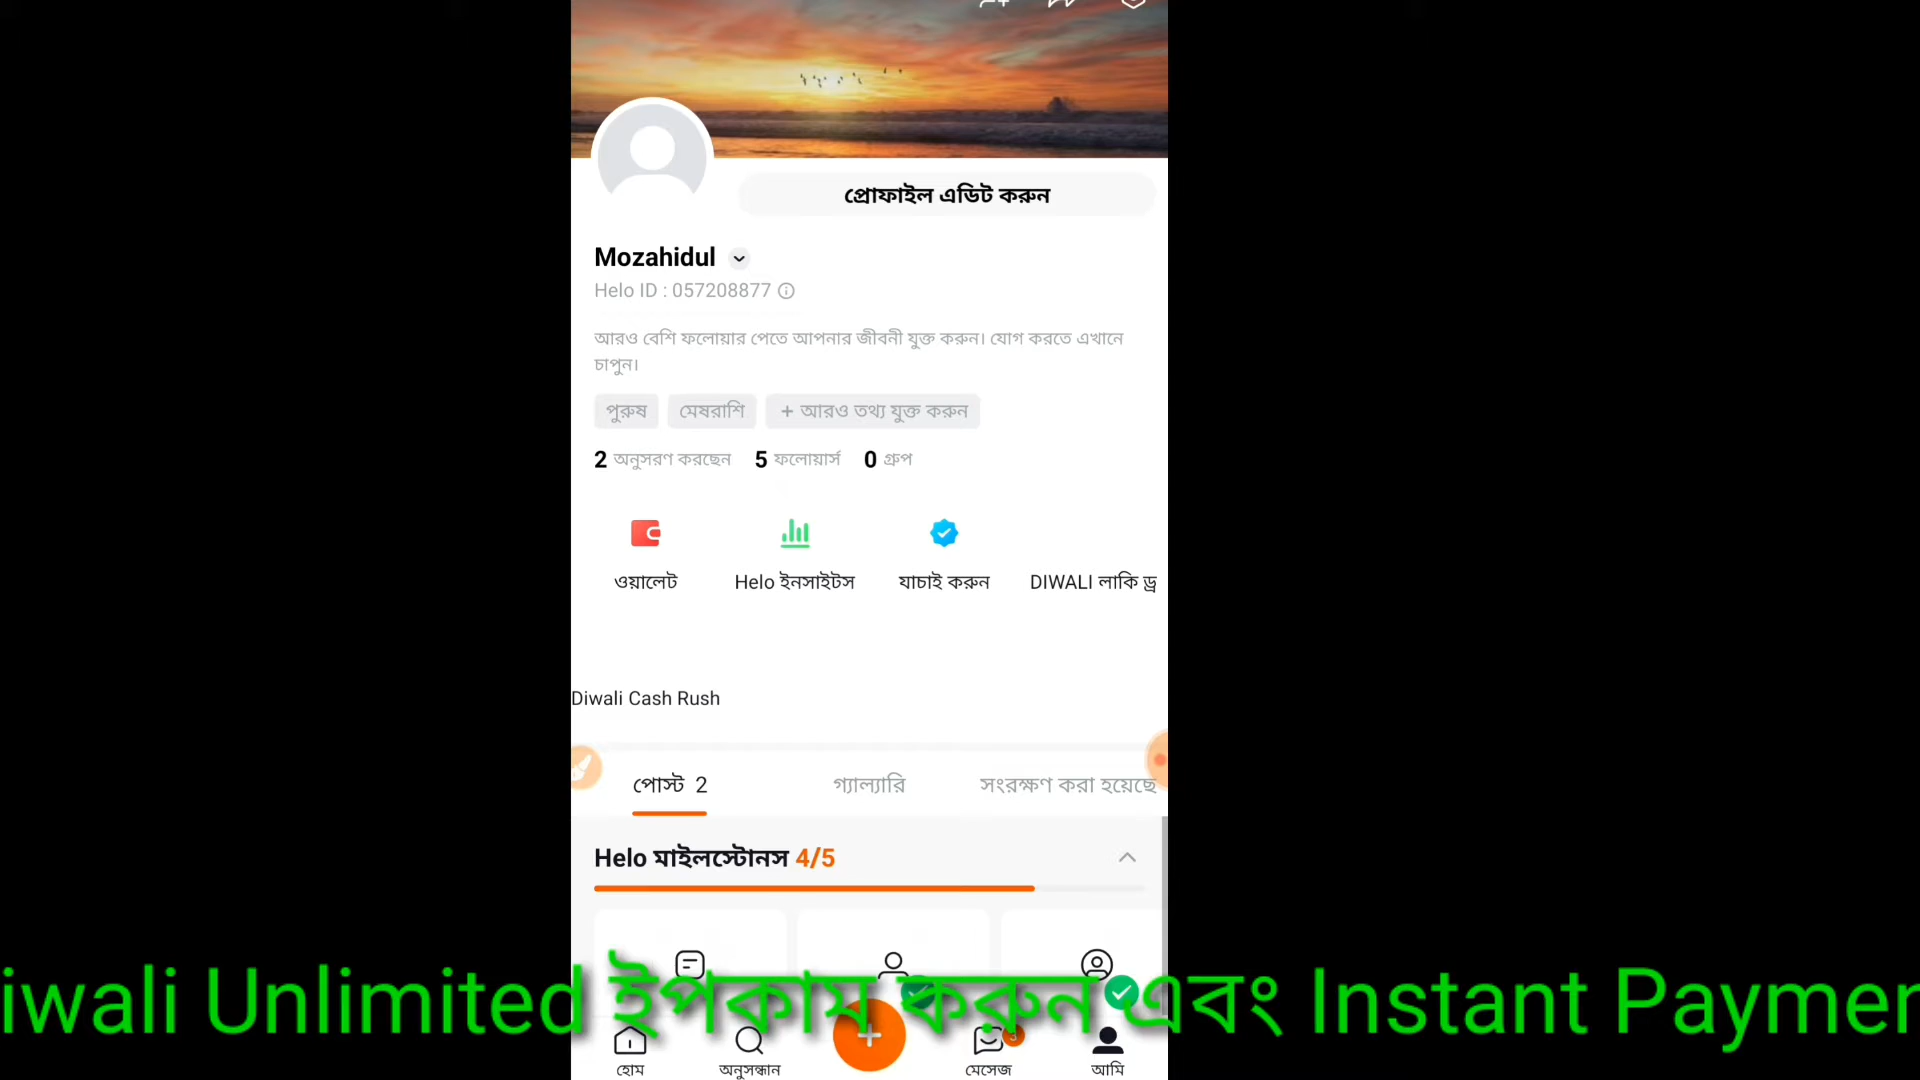 প্রোফাইল এডিট করুন
Mozahidul
Helo ID : 057208877
আরও বেশি ফলোয়ার পেতে আপনার জীবনী যুক্ত করুন। যোগ করতে এখানে
চাপুন।
পুরুষ মেষরাশি + আরও তথ্য যুক্ত করুন
2 অনুসরণ করছেন 5 ফলোয়ার্স 0 গ্রুপ
ওয়ালেট Helo ইনসাইটস যাচাই করুন DIWALI লাকি ড্র
Diwali Cash Rush
পোস্ট 2 গ্যাল্যারি সংরক্ষণ করা হয়েছে
Helo মাইলস্টোনস 4/5
iwali Unlimited ইপকাম করুন এবং Instant Paymer
হোম অনুসন্ধান মেসেজ আমি